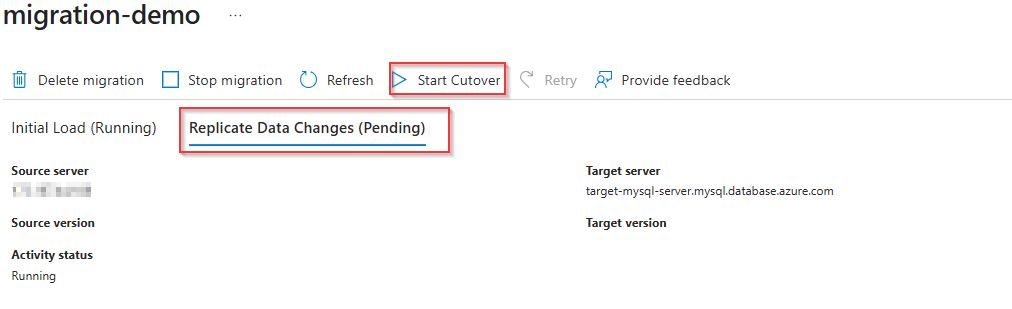 migration-demo ...
Delete migration Stop migration Refresh Start Cutover Retry Provide feedback
Initial Load (Running) Replicate Data Changes (Pending)
Source server Target server
target-mysql-server.mysql.database.azure.com
Source version Target version
Activity status
Running